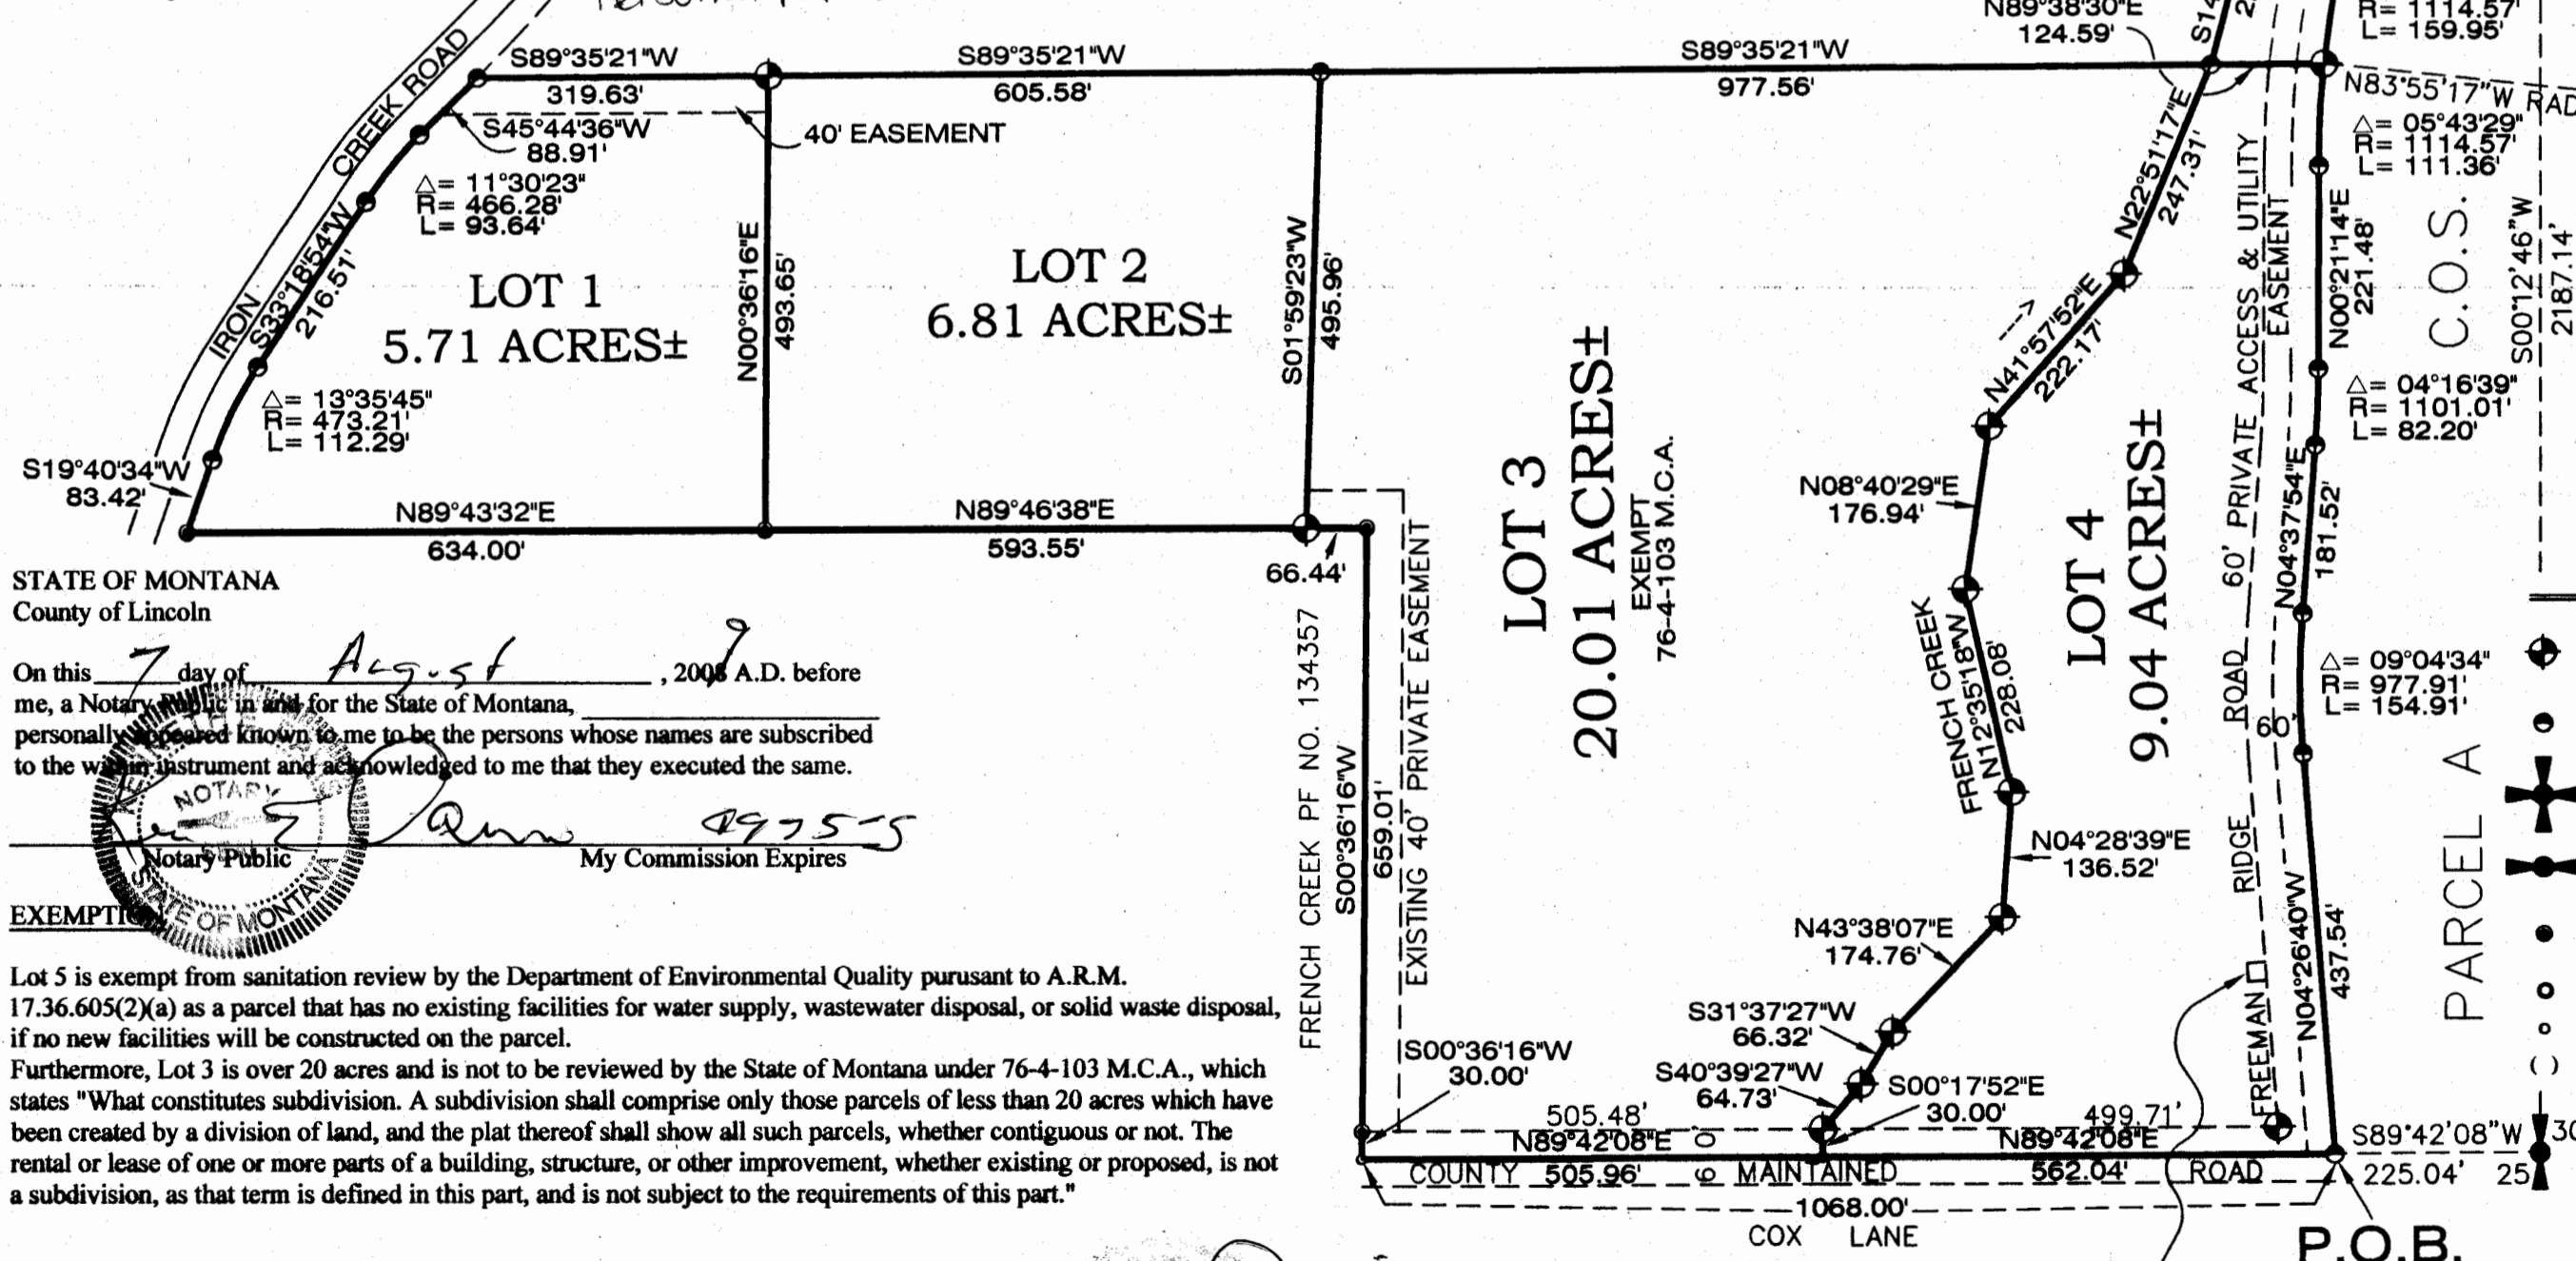 N89°38'30"E
124.59'
R= 1114.57'
L= 159.95'
IRON CREEK ROAD
S89°35'21"W
319.63'
S89°35'21"W
605.58'
S89°35'21"W
977.56'
N83°55'17"W RAD
S45°44'36"W
88.91'
40' EASEMENT
△= 05°43'29"
R= 1114.57'
L= 111.36'
△= 11°30'23"
R= 466.28'
L= 93.64'
S33°18'54"W
216.51'
N00°36'16"E
493.65'
S01°59'23"W
495.96'
N22°51'17"E
247.31'
N00°21'14"E
221.48'
C.O.S.
S00°12'46"W
2187.14'
LOT 1
5.71 ACRES±
LOT 2
6.81 ACRES±
N41°57'52"E
222.17'
△= 13°35'45"
R= 473.21'
L= 112.29'
△= 04°16'39"
R= 1101.01'
L= 82.20'
S19°40'34"W
83.42'
N89°43'32"E
634.00'
N89°46'38"E
593.55'
66.44'
LOT 3
20.01 ACRES±
EXEMPT
76-4-103 M.C.A.
N08°40'29"E
176.94'
LOT 4
9.04 ACRES±
FREEMAN RIDGE ROAD 60' PRIVATE ACCESS & UTILITY
EASEMENT
N04°37'54"E
181.52'
STATE OF MONTANA
County of Lincoln
On this 7 day of August , 2009 A.D. before
me, a Notary Public in and for the State of Montana,
personally appeared known to me to be the persons whose names are subscribed
to the within instrument and acknowledged to me that they executed the same.
NOTARY
STATE OF MONTANA
Notary Public
My Commission Expires
FRENCH CREEK PF NO. 134357
S00°36'16"W
659.01'
EXISTING 40' PRIVATE EASEMENT
FRENCH CREEK
N12°35'18"W
228.08'
60'
△= 09°04'34"
R= 977.91'
L= 154.91'
PARCEL A
N04°28'39"E
136.52'
N04°26'40"W
437.54'
N43°38'07"E
174.76'
EXEMPTION
Lot 5 is exempt from sanitation review by the Department of Environmental Quality purusant to A.R.M.
17.36.605(2)(a) as a parcel that has no existing facilities for water supply, wastewater disposal, or solid waste disposal,
if no new facilities will be constructed on the parcel.
Furthermore, Lot 3 is over 20 acres and is not to be reviewed by the State of Montana under 76-4-103 M.C.A., which
states "What constitutes subdivision. A subdivision shall comprise only those parcels of less than 20 acres which have
been created by a division of land, and the plat thereof shall show all such parcels, whether contiguous or not. The
rental or lease of one or more parts of a building, structure, or other improvement, whether existing or proposed, is not
a subdivision, as that term is defined in this part, and is not subject to the requirements of this part."
S31°37'27"W
66.32'
S00°36'16"W
30.00'
S40°39'27"W
64.73'
S00°17'52"E
30.00'
505.48'
499.71'
N89°42'08"E
505.96'
60'
N89°42'08"E
562.04'
COUNTY MAINTAINED ROAD
S89°42'08"W
225.04'
30
25
1068.00'
COX LANE
P.O.B.
( )